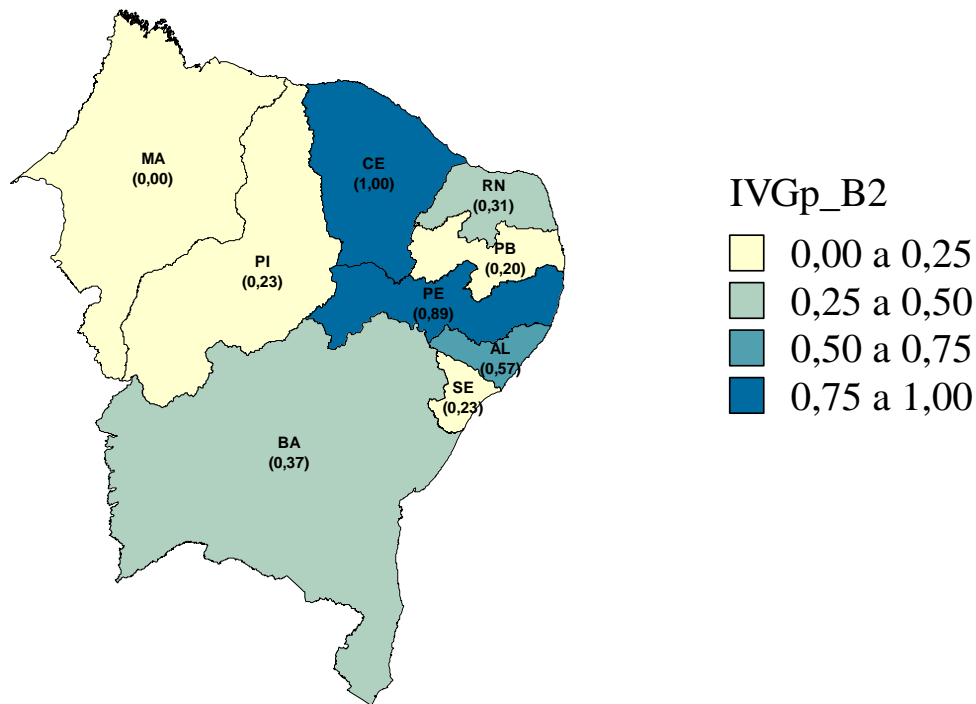 MA
(0,00)
CE
(1,00)
RN
(0,31)
PB
(0,20)
PI
(0,23)
PE
(0,89)
AL
(0,57)
SE
(0,23)
BA
(0,37)
IVGp_B2
0,00 a 0,25
0,25 a 0,50
0,50 a 0,75
0,75 a 1,00